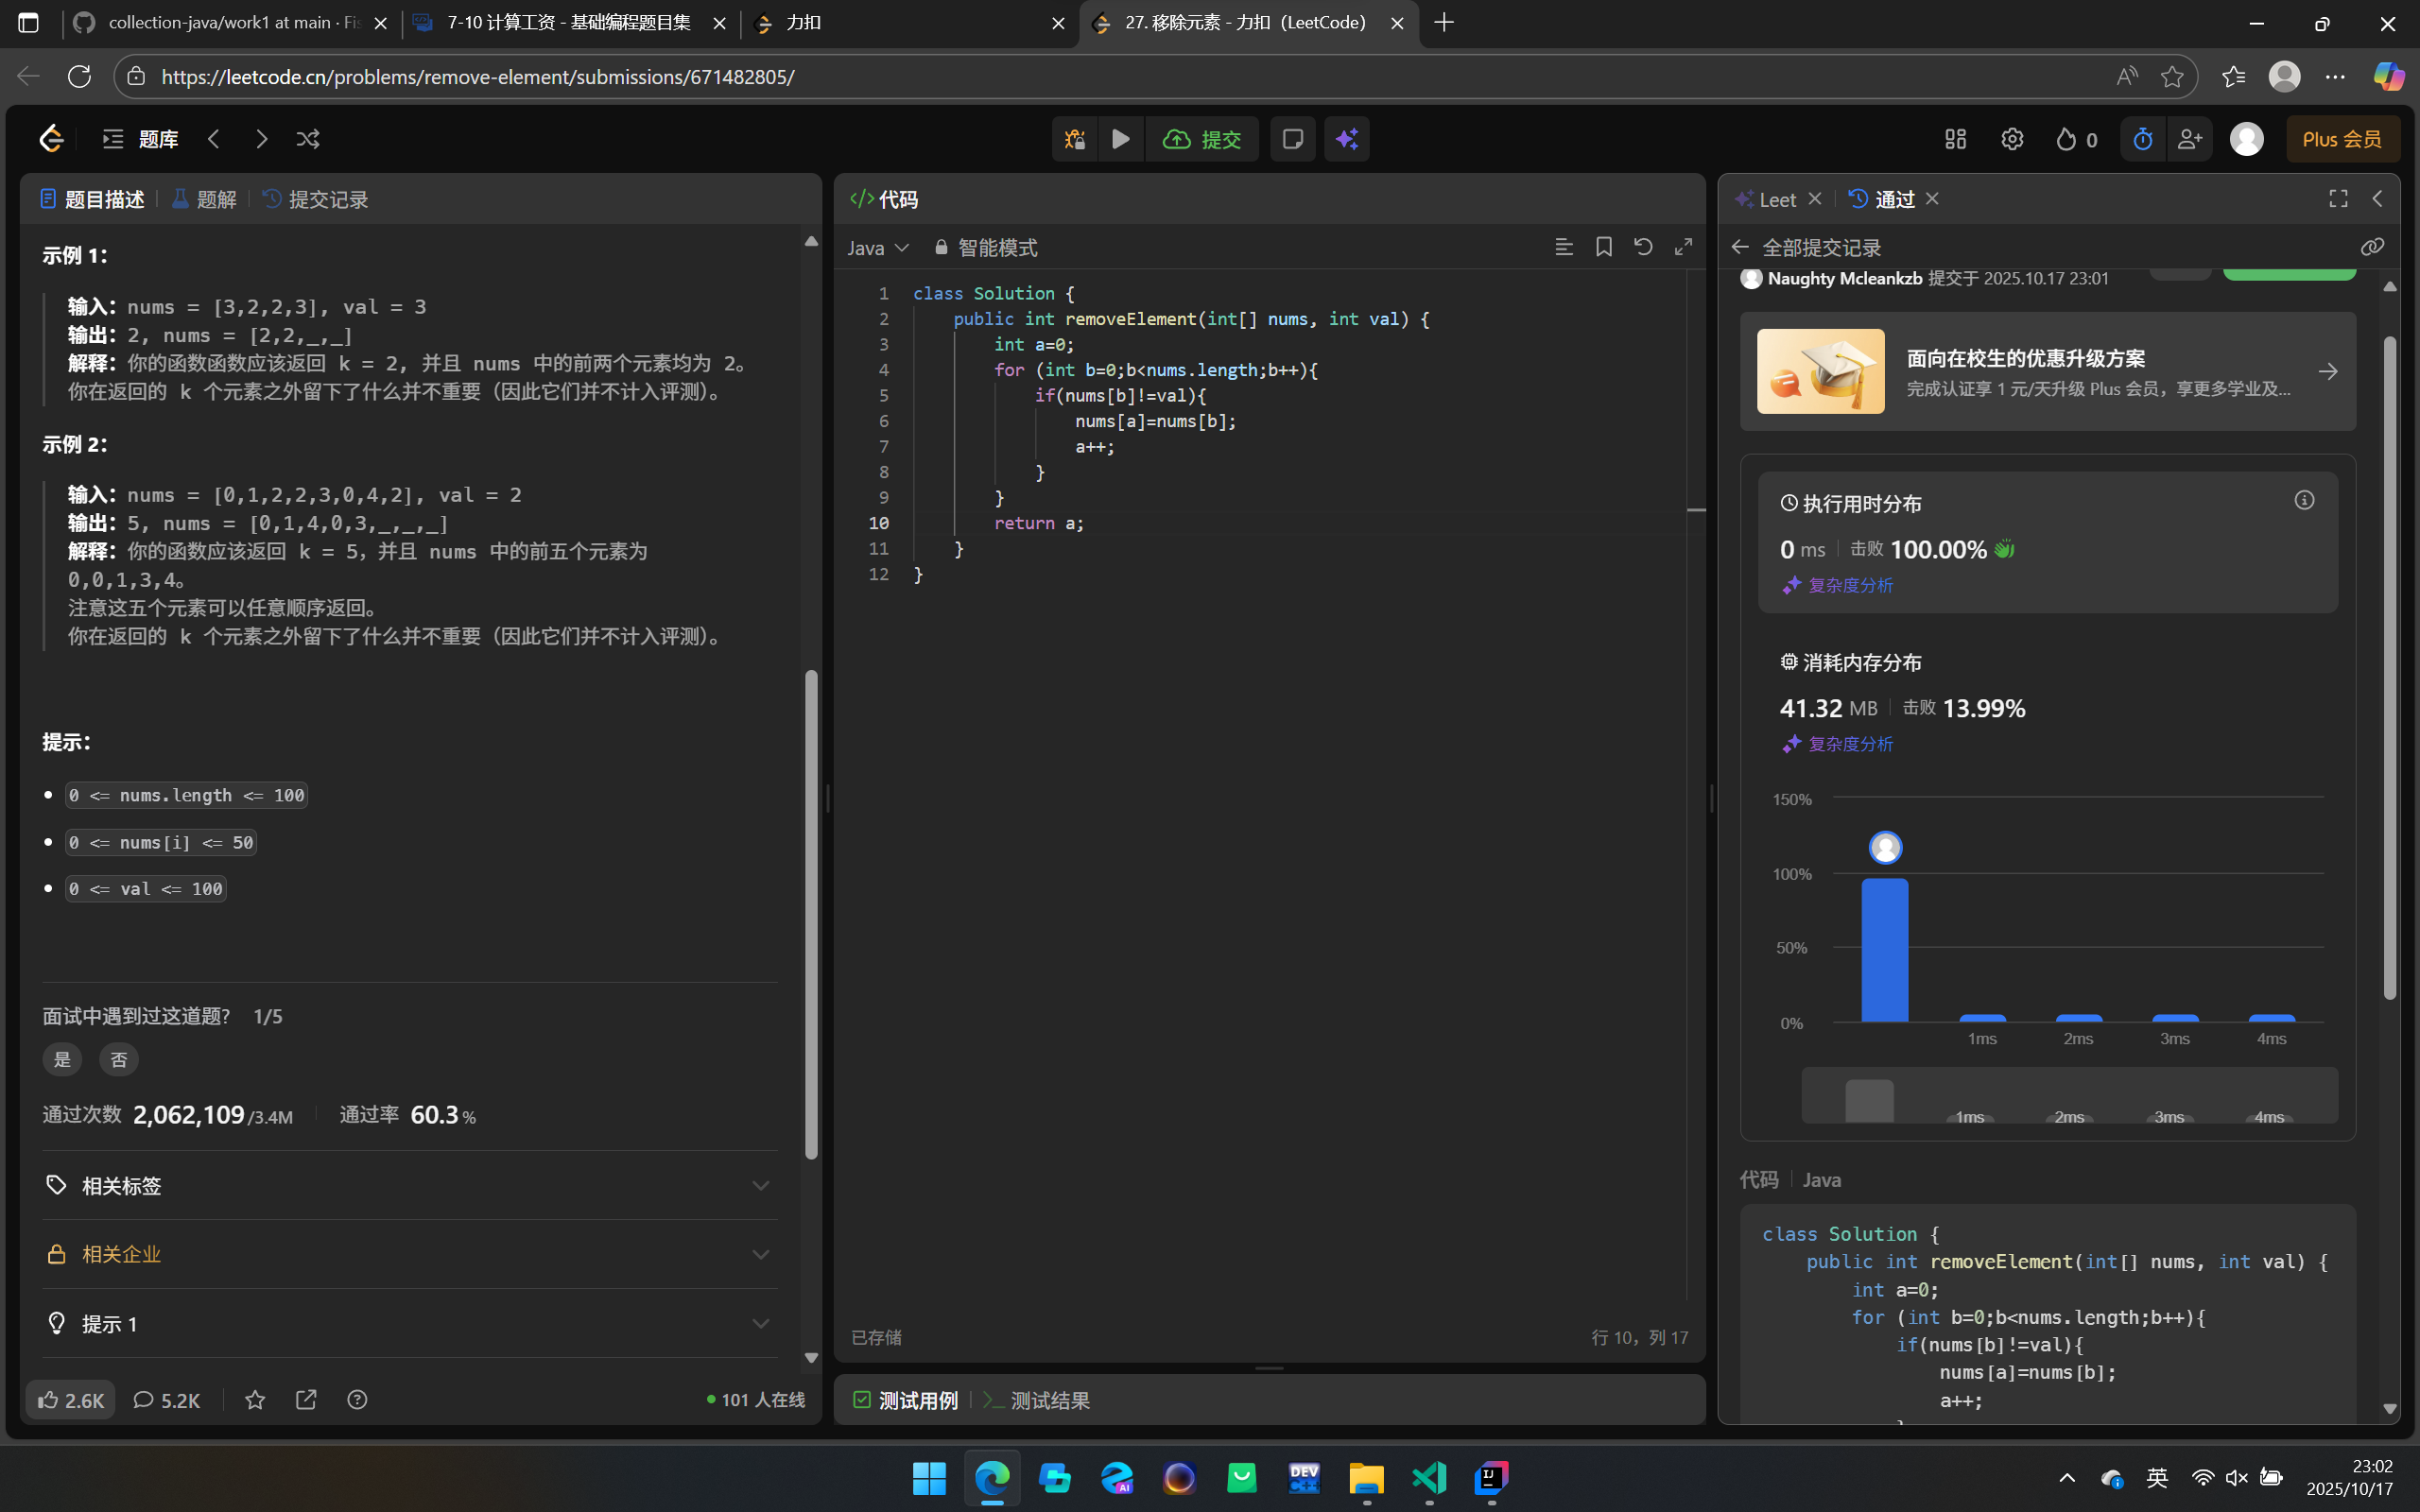 collection-java/work1 at main · Fis
7-10 计算工资 - 基础编程题目集
力扣
27. 移除元素 - 力扣（LeetCode）
https://leetcode.cn/problems/remove-element/submissions/671482805/
题库
提交
0
Plus 会员
题目描述
题解
提交记录
示例 1：
输入：nums = [3,2,2,3], val = 3
输出：2, nums = [2,2,_,_]
解释：你的函数函数应该返回 k = 2, 并且 nums 中的前两个元素均为 2。
你在返回的 k 个元素之外留下了什么并不重要（因此它们并不计入评测）。
示例 2：
输入：nums = [0,1,2,2,3,0,4,2], val = 2
输出：5, nums = [0,1,4,0,3,_,_,_]
解释：你的函数应该返回 k = 5，并且 nums 中的前五个元素为
0,0,1,3,4。
注意这五个元素可以任意顺序返回。
你在返回的 k 个元素之外留下了什么并不重要（因此它们并不计入评测）。
提示：
0 <= nums.length <= 100
0 <= nums[i] <= 50
0 <= val <= 100
面试中遇到过这道题? 1/5
是
否
通过次数 2,062,109/3.4M
通过率 60.3%
相关标签
相关企业
提示 1
2.6K
5.2K
101 人在线
代码
Java
智能模式
1 class Solution {
2 public int removeElement(int[] nums, int val) {
3 int a=0;
4 for (int b=0;b<nums.length;b++){
5 if(nums[b]!=val){
6 nums[a]=nums[b];
7 a++;
8 }
9 }
10 return a;
11 }
12 }
已存储
行 10，列 17
测试用例
测试结果
Leet
通过
全部提交记录
Naughty Mcleankzb 提交于 2025.10.17 23:01
面向在校生的优惠升级方案
完成认证享 1 元/天升级 Plus 会员，享更多学业及...
执行用时分布
0 ms 击败 100.00%
复杂度分析
消耗内存分布
41.32 MB 击败 13.99%
复杂度分析
150%
100%
50%
0%
1ms 2ms 3ms 4ms
1ms 2ms 3ms 4ms
代码 Java
class Solution {
public int removeElement(int[] nums, int val) {
int a=0;
for (int b=0;b<nums.length;b++){
if(nums[b]!=val){
nums[a]=nums[b];
a++;
AI
DEV
C++
IJ
英
23:02
2025/10/17